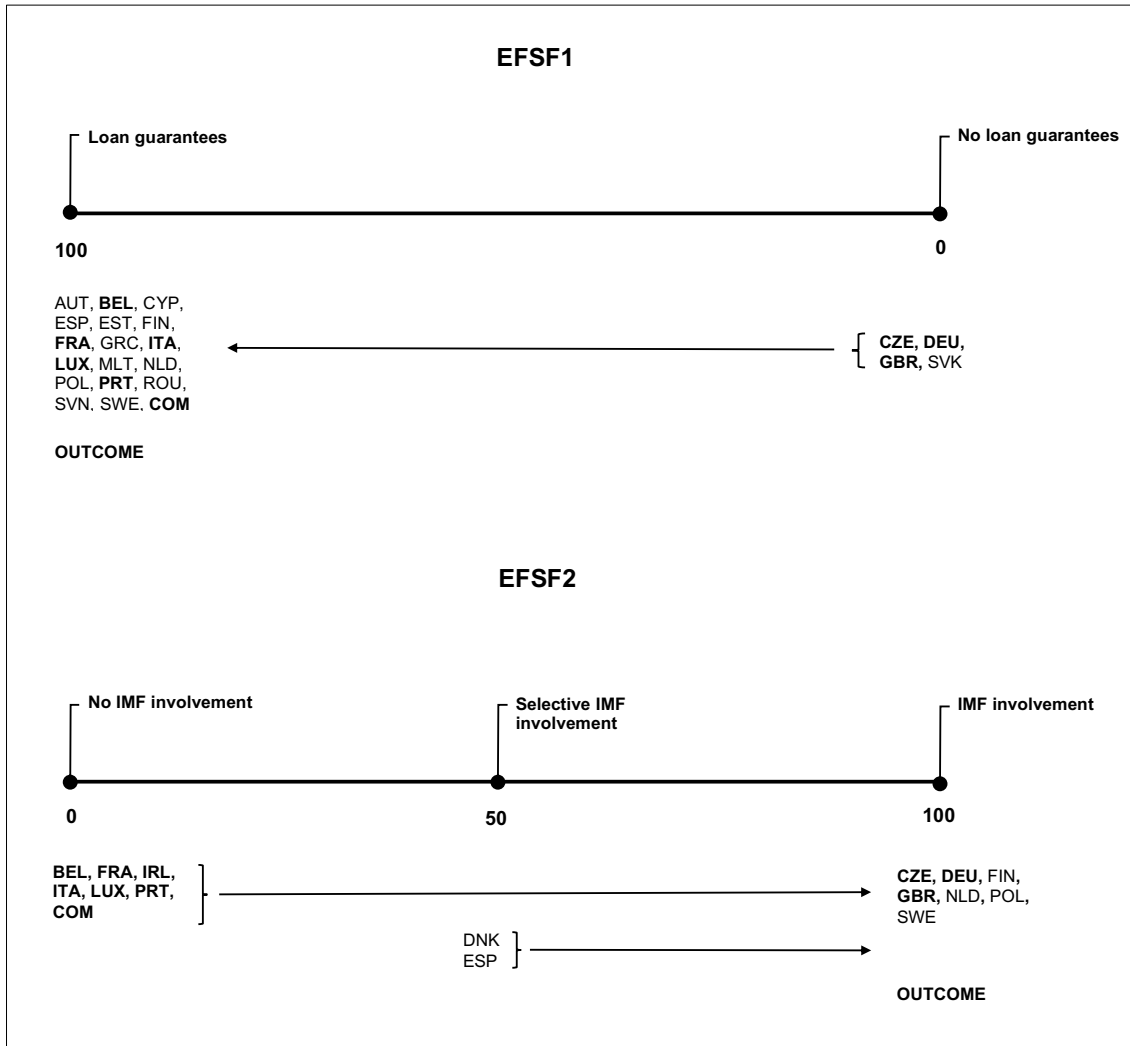 EFSF1
Loan guarantees
No loan guarantees
100
0
AUT, BEL, CYP,
ESP, EST, FIN,
FRA, GRC, ITA,
LUX, MLT, NLD,
POL, PRT, ROU,
SVN, SWE, COM
CZE, DEU,
GBR, SVK
OUTCOME
EFSF2
No IMF involvement
Selective IMF
involvement
IMF involvement
0
50
100
BEL, FRA, IRL,
ITA, LUX, PRT,
COM
CZE, DEU, FIN,
GBR, NLD, POL,
SWE
DNK
ESP
OUTCOME